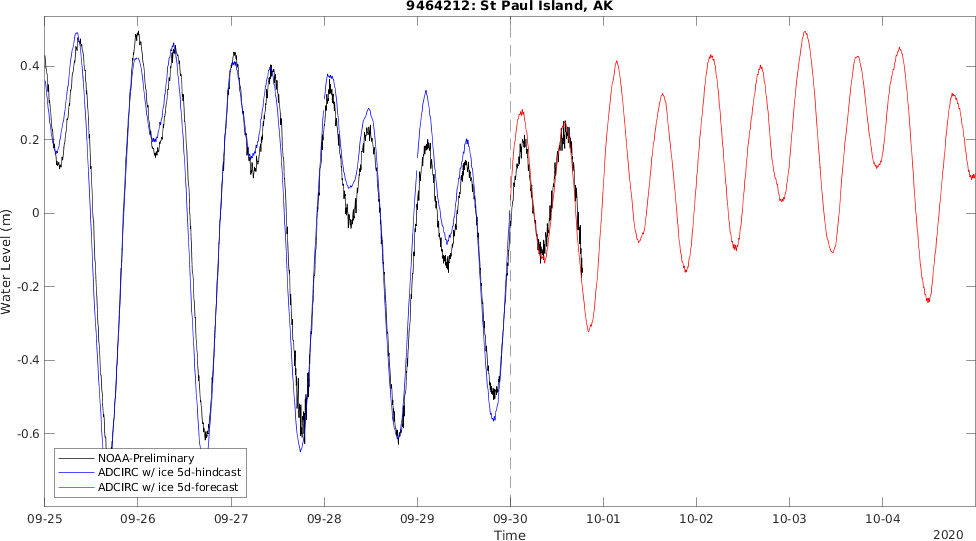 9464212: St Paul Island, AK
Water Level (m)
0.4
0.2
0
-0.2
-0.4
-0.6
NOAA-Preliminary
ADCIRC w/ ice 5d-hindcast
ADCIRC w/ ice 5d-forecast
09-25 09-26 09-27 09-28 09-29 09-30 10-01 10-02 10-03 10-04
Time
2020